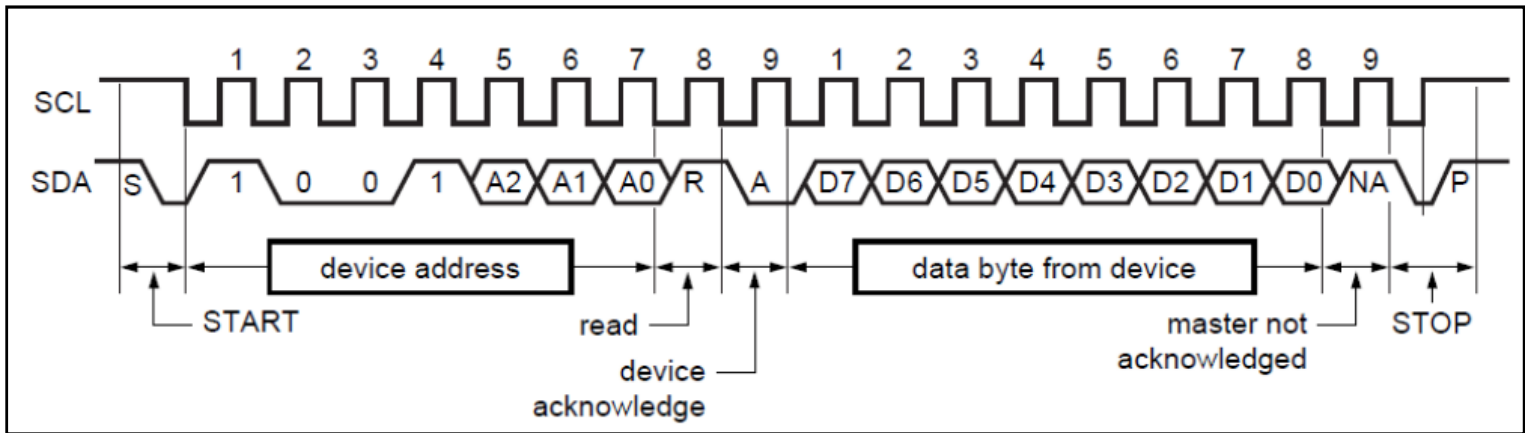 1 2 3 4 5 6 7 8 9 1 2 3 4 5 6 7 8 9
SCL
SDA S 1 0 0 1 A2 A1 A0 R A D7 D6 D5 D4 D3 D2 D1 D0 NA P
device address
data byte from device
START
read
master not
acknowledged
STOP
device
acknowledge